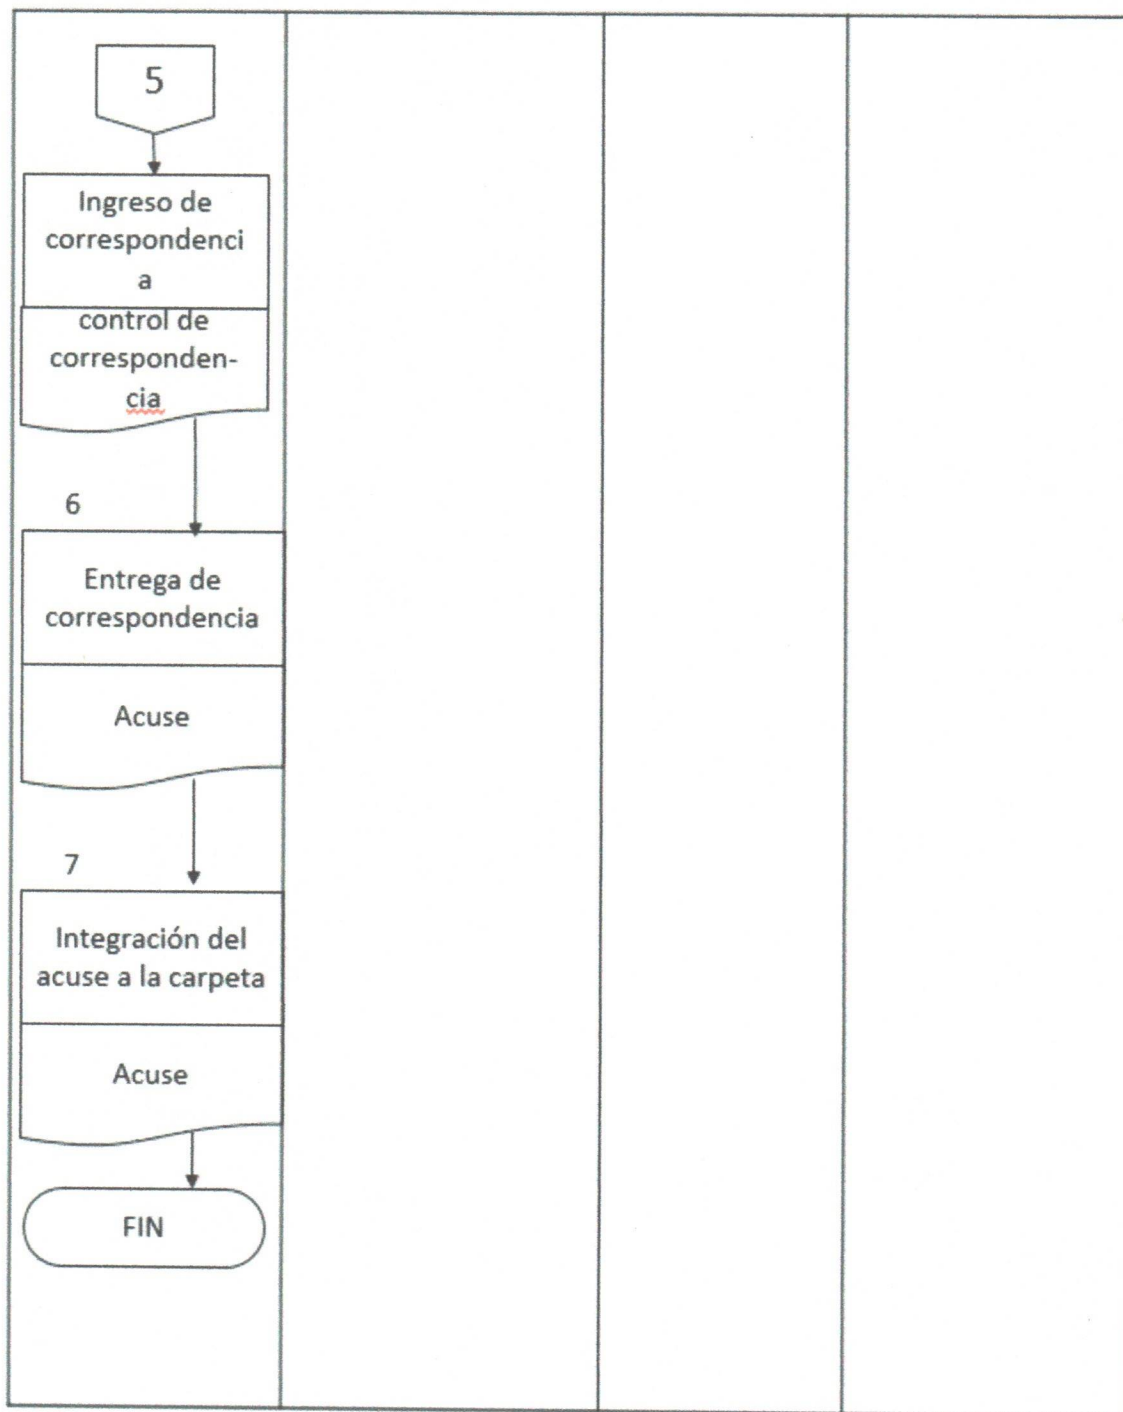 5
Ingreso de
correspondenci
a
control de
corresponden-
cia
6
Entrega de
correspondencia
Acuse
7
Integración del
acuse a la carpeta
Acuse
FIN